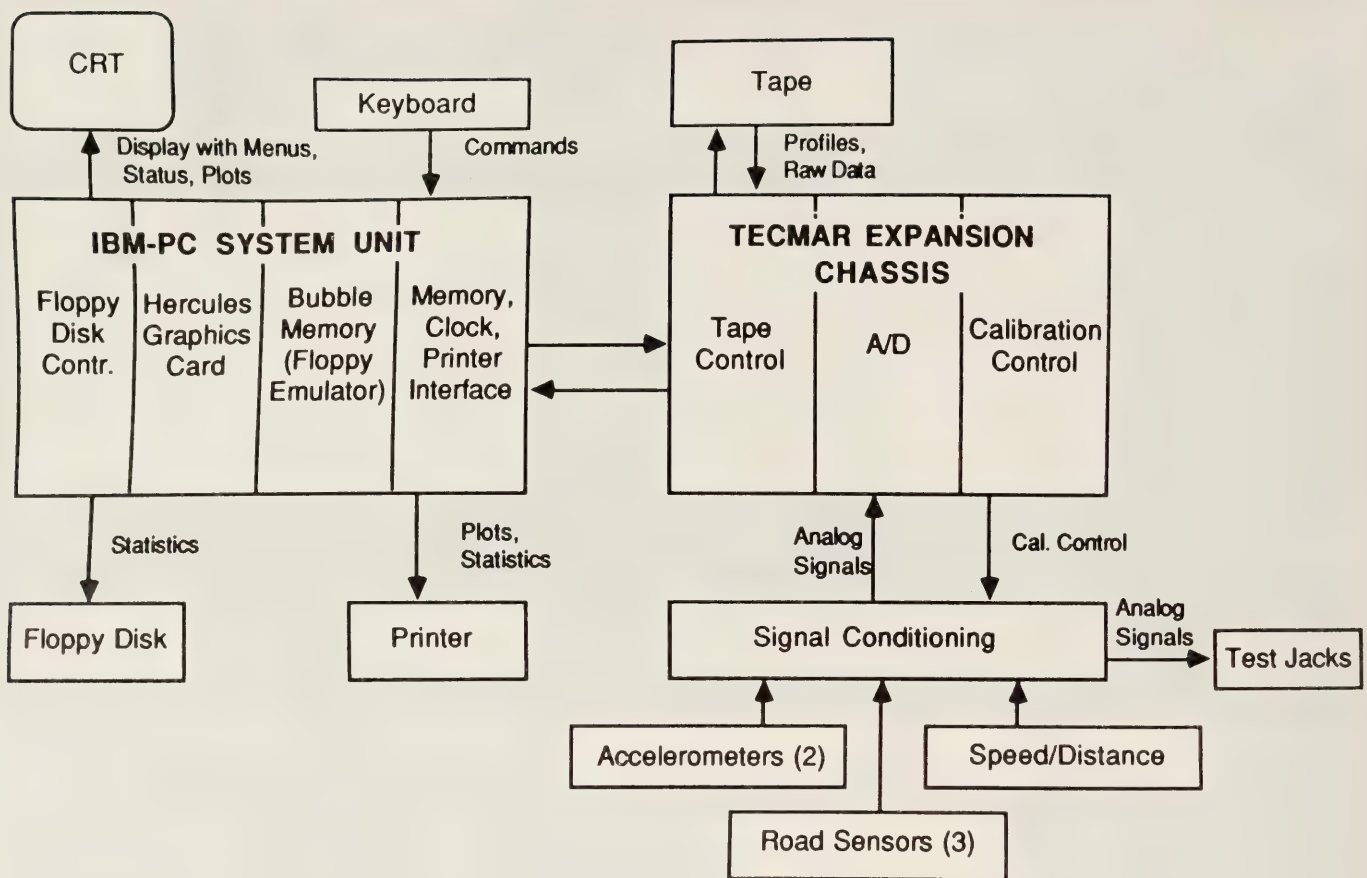 CRT
Keyboard
Tape
Display with Menus,
Status, Plots
Commands
Profiles,
Raw Data
IBM-PC SYSTEM UNIT
Floppy
Disk
Contr.
Hercules
Graphics
Card
Bubble
Memory
(Floppy
Emulator)
Memory,
Clock,
Printer
Interface
TECMAR EXPANSION
CHASSIS
Tape
Control
A/D
Calibration
Control
Statistics
Plots,
Statistics
Analog
Signals
Cal. Control
Floppy Disk
Printer
Signal Conditioning
Analog
Signals
Test Jacks
Accelerometers (2)
Speed/Distance
Road Sensors (3)